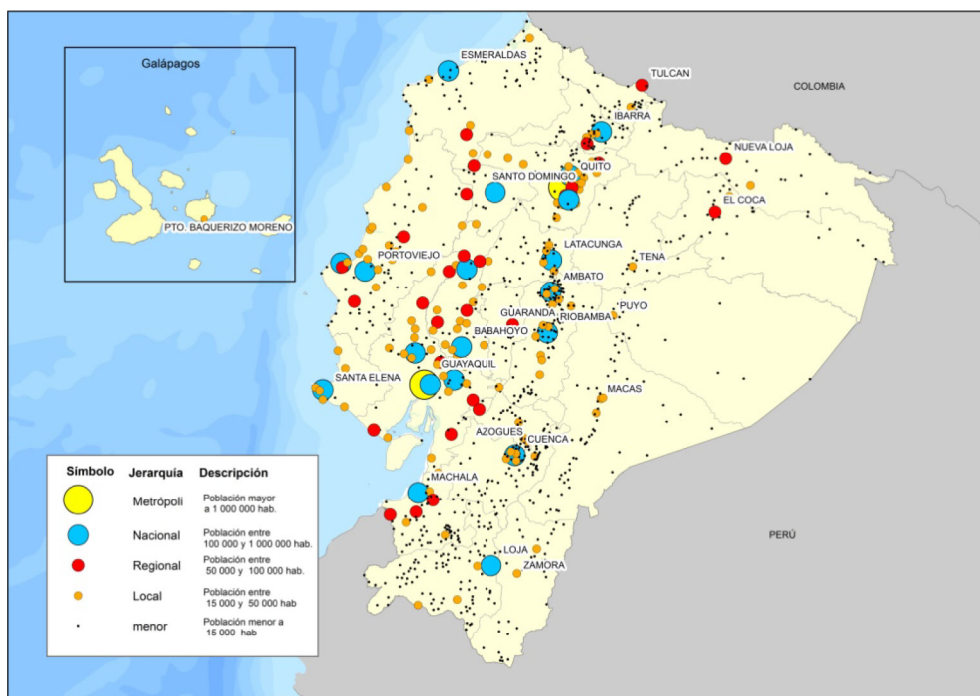 Galápagos
PTO. BAQUERIZO MORENO
ESMERALDAS
TULCAN
COLOMBIA
IBARRA
NUEVA LOJA
QUITO
SANTO DOMINGO
EL COCA
LATACUNGA
TENA
PORTOVIEJO
AMBATO
PUYO
GUARANDA
RIOBAMBA
BABAHOYO
GUAYAQUIL
SANTA ELENA
MACAS
AZOGUES
CUENCA
MACHALA
PERÚ
LOJA
ZAMORA
Símbolo Jerarquía Descripción
Metrópoli Población mayor
a 1 000 000 hab.
Nacional Población entre
100 000 y 1 000 000 hab.
Regional Población entre
50 000 y 100 000 hab.
Local Población entre
15 000 y 50 000 hab
menor Población menor a
15 000 hab